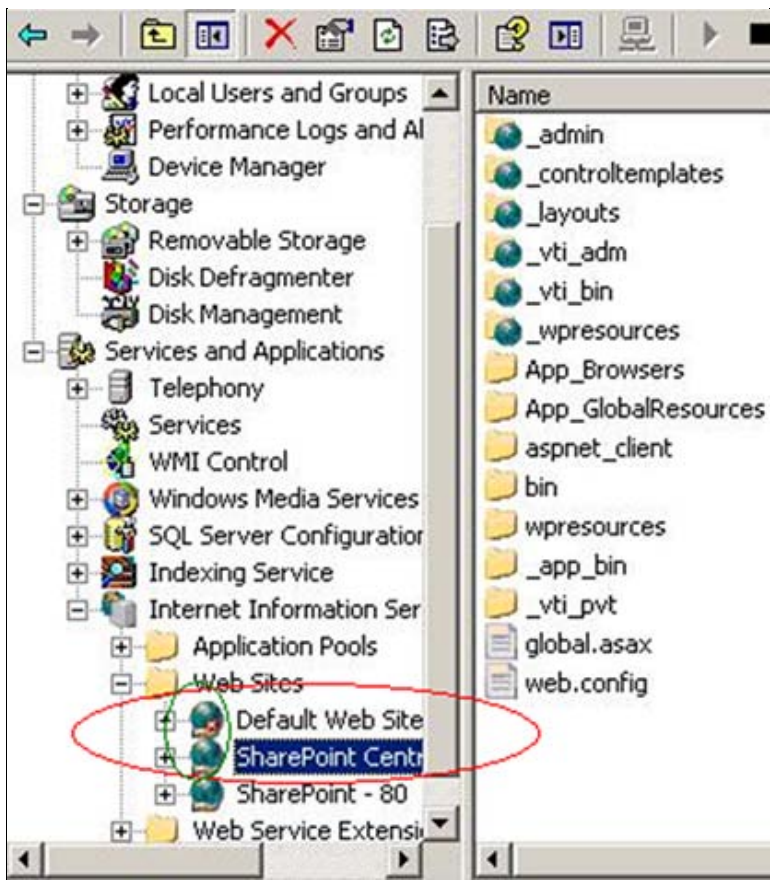 Local Users and Groups
Performance Logs and Al
Device Manager
Storage
Removable Storage
Disk Defragmenter
Disk Management
Services and Applications
Telephony
Services
WMI Control
Windows Media Services
SQL Server Configuration
Indexing Service
Internet Information Ser
Application Pools
Web Sites
Default Web Site
SharePoint Centr
SharePoint - 80
Web Service Extensi
Name
_admin
_controltemplates
_layouts
_vti_adm
_vti_bin
_wpresources
App_Browsers
App_GlobalResources
aspnet_client
bin
wpresources
_app_bin
_vti_pvt
global.asax
web.config